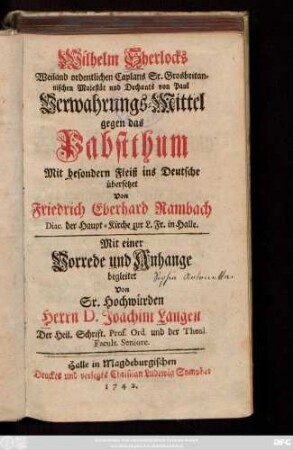 Wilhelm Sherlocks
Weiland ordentlichen Caplans Sr. Grosbritan-
nischen Majestät und Dechants von Paul
Verwahrungs-Mittel
gegen das
Pabstthum
Mit besondern Fleiß ins Deutsche
übersetzet
Von
Friedrich Eberhard Rambach
Diac. der Haupt-Kirche zur L. Fr. in Halle.
Mit einer
Vorrede und Anhange
begleitet
Von
Sr. Hochwürden
Herrn D. Joachim Langen
Der Heil. Schrift. Prof. Ord. und der Theol.
Facult. Seniore.
Halle im Magdeburgischen
Druckts und verlegts Christian Ludewig
1742.